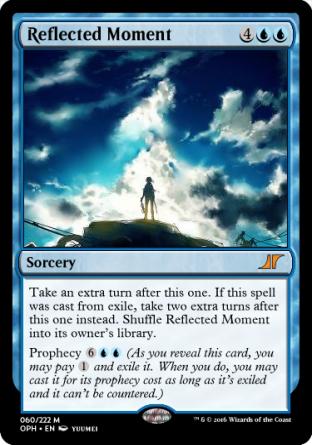 Reflected Moment 4
Sorcery
Take an extra turn after this one. If this spell
was cast from exile, take two extra turns after
this one instead. Shuffle Reflected Moment
into its owner's library.
Prophecy 6 (As you reveal this card, you
may pay 1 and exile it. When you do, you may
cast it for its prophecy cost as long as it's exiled
and it can't be countered.)
060/222 M
OPH • EN YUUMEI
™ & © 2016 Wizards of the Coast